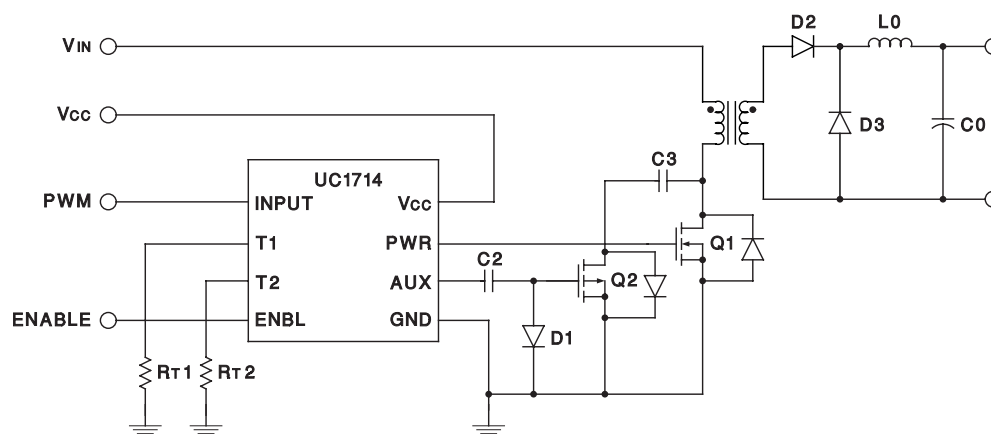 D2
L0
VIN
VCC
D3
C0
C3
UC1714
PWM
INPUT
VCC
T1
PWR
Q1
C2
T2
AUX
Q2
ENABLE
ENBL
GND
D1
RT1
RT2